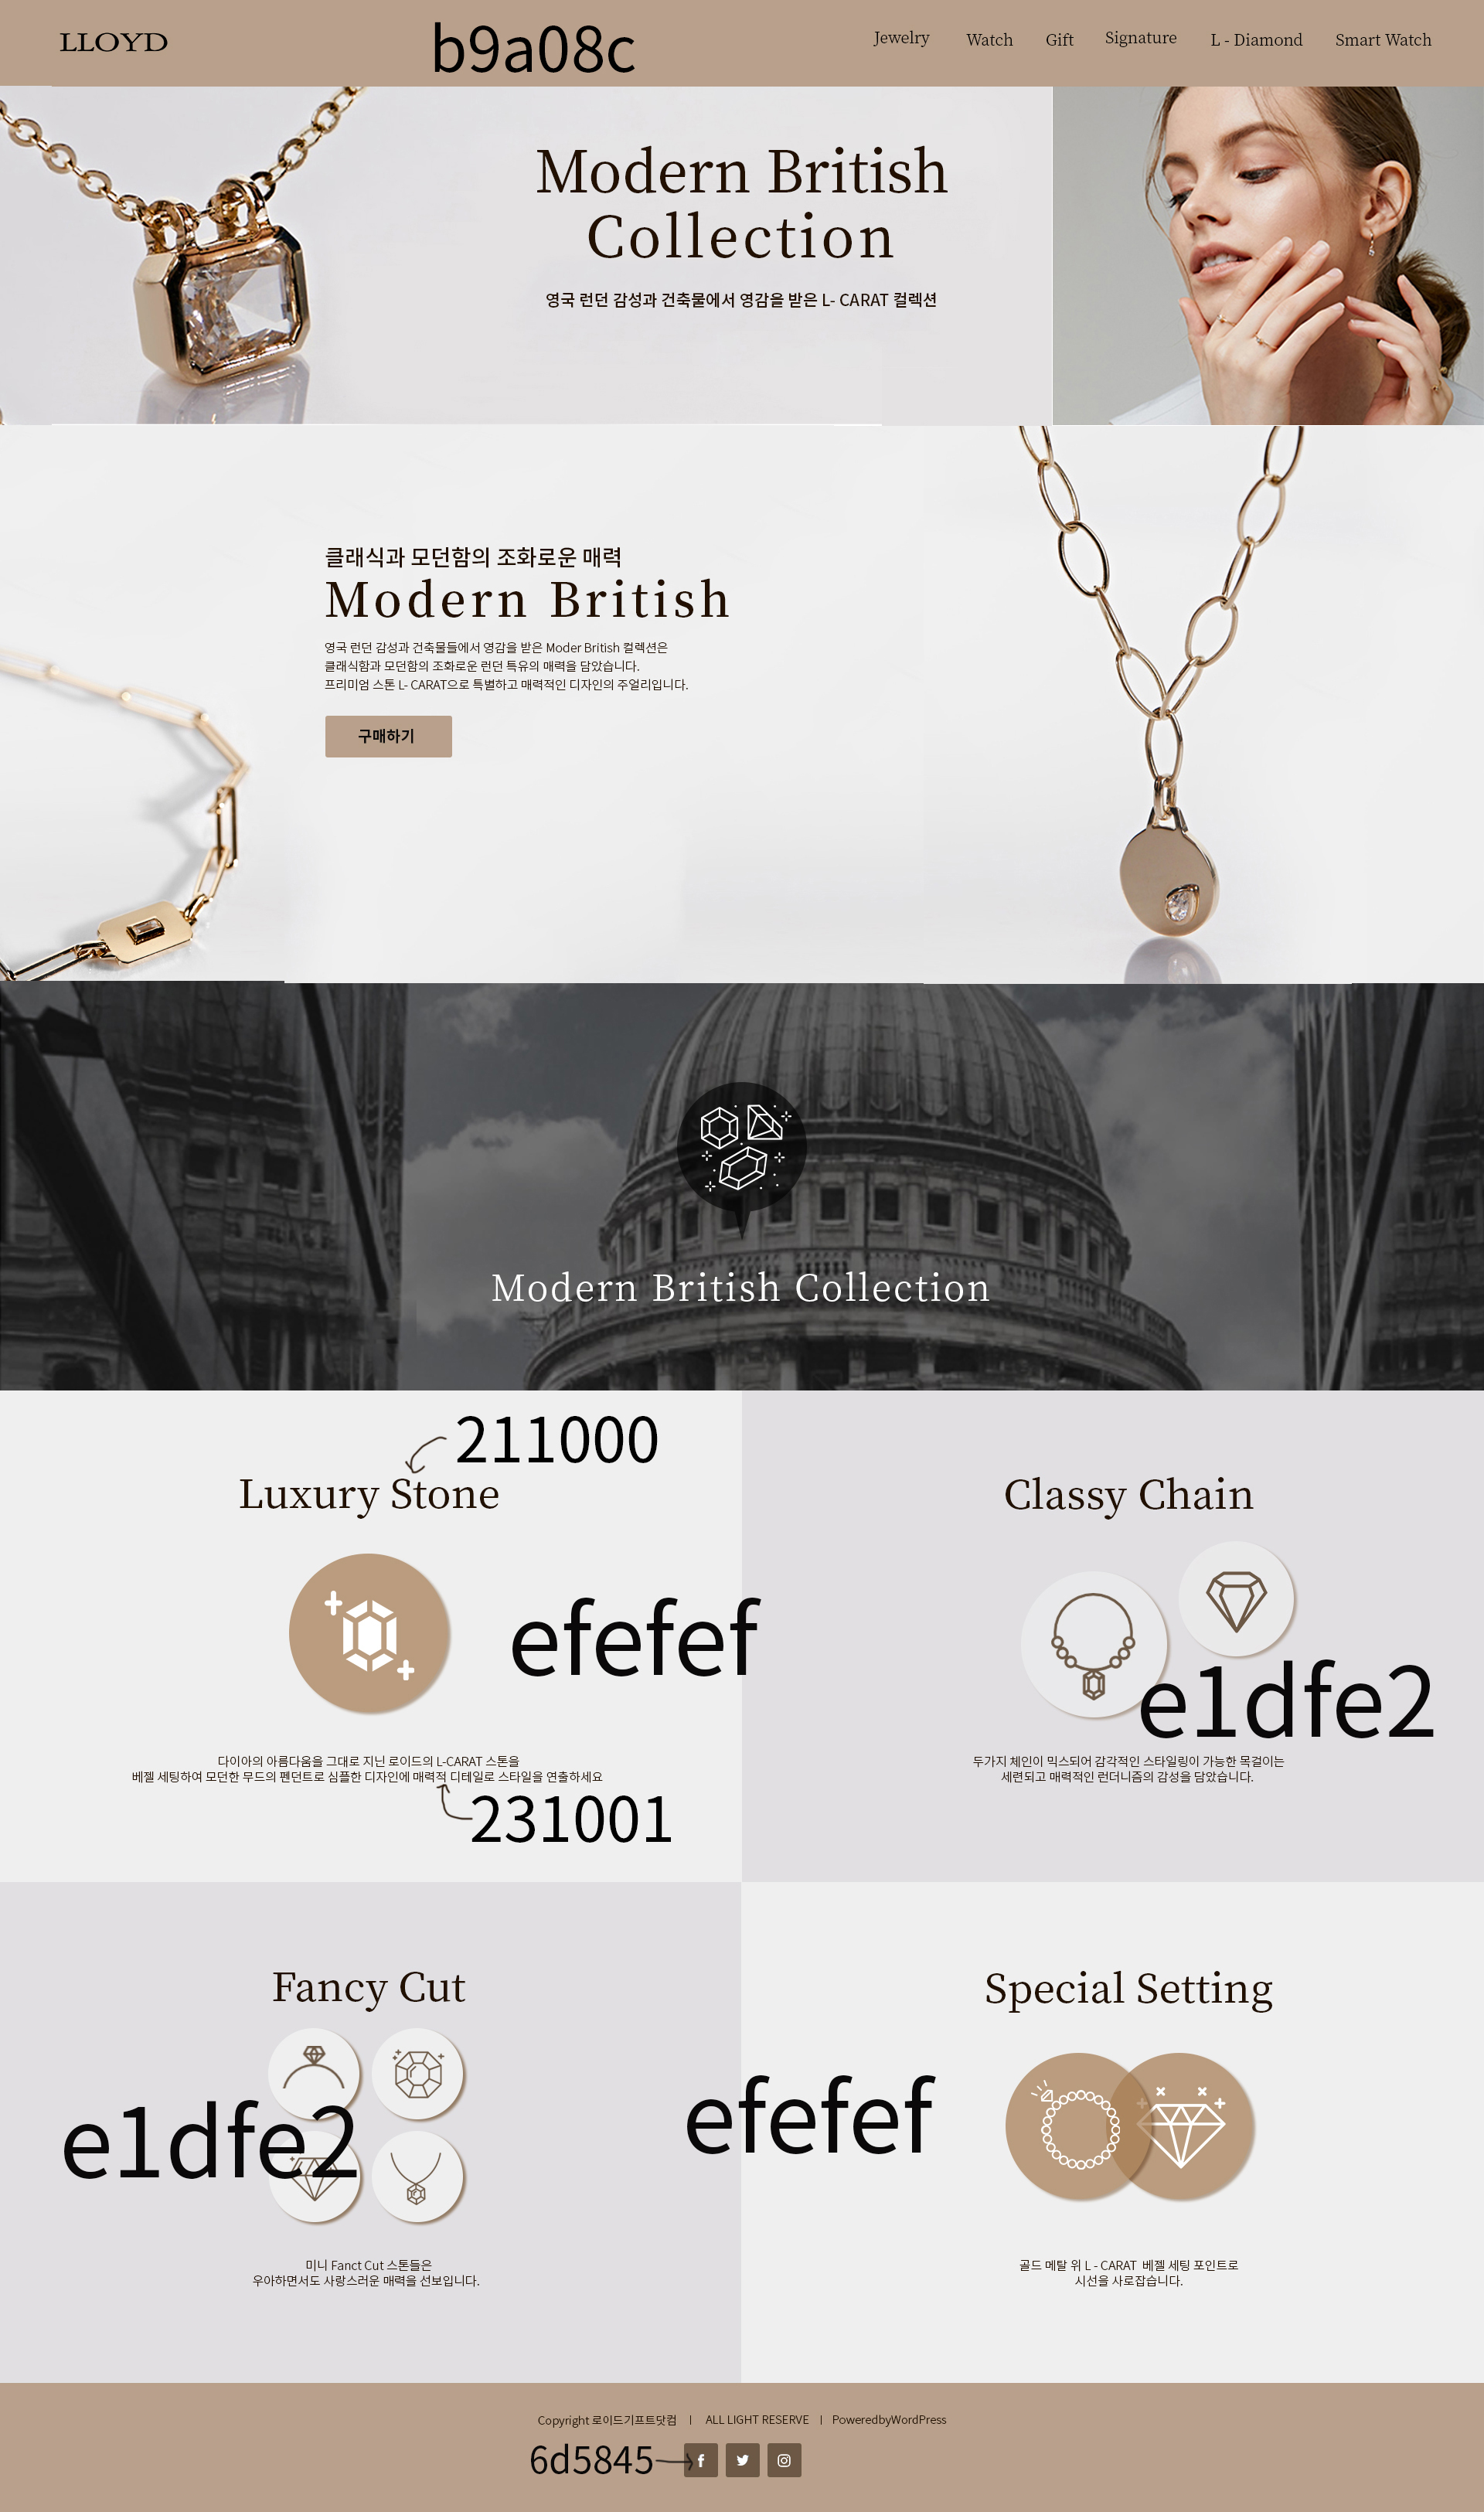 LLOYD
b9a08c
Jewelry Watch Gift Signature L - Diamond Smart Watch
Modern British
Collection
영국 런던 감성과 건축물에서 영감을 받은 L- CARAT 컬렉션
클래식과 모던함의 조화로운 매력
Modern British
영국 런던 감성과 건축물들에서 영감을 받은 Moder British 컬렉션은
클래식함과 모던함의 조화로운 런던 특유의 매력을 담았습니다.
프리미엄 스톤 L- CARAT으로 특별하고 매력적인 디자인의 주얼리입니다.
구매하기
Modern British Collection
211000
Luxury Stone
efefef
다이아의 아름다움을 그대로 지닌 로이드의 L-CARAT 스톤을
베젤 세팅하여 모던한 무드의 펜던트로 심플한 디자인에 매력적 디테일로 스타일을 연출하세요
231001
Classy Chain
e1dfe2
두가지 체인이 믹스되어 감각적인 스타일링이 가능한 목걸이는
세련되고 매력적인 런더니즘의 감성을 담았습니다.
Fancy Cut
e1dfe2
미니 Fanct Cut 스톤들은
우아하면서도 사랑스러운 매력을 선보입니다.
Special Setting
efefef
골드 메탈 위 L - CARAT 베젤 세팅 포인트로
시선을 사로잡습니다.
Copyright 로이드기프트닷컴 | ALL LIGHT RESERVE | PoweredbyWordPress
6d5845